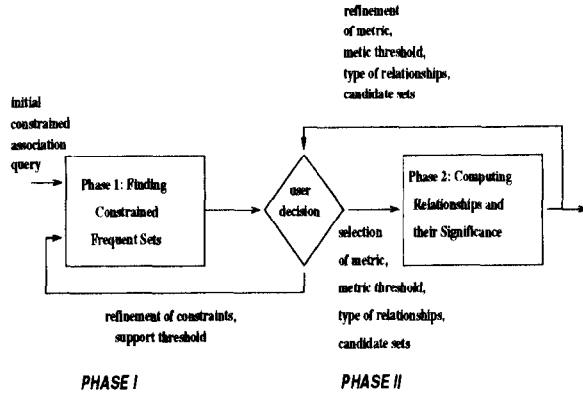 refinement
of metric,
metic threshold,
type of relationships,
candidate sets
initial
constrained
association
query
Phase 1: Finding
Constrained
Frequent Sets
user
decision
Phase 2: Computing
Relationships and
their Significance
selection
of metric,
metric threshold,
type of relationships,
candidate sets
refinement of constraints,
support threshold
PHASE I
PHASE II